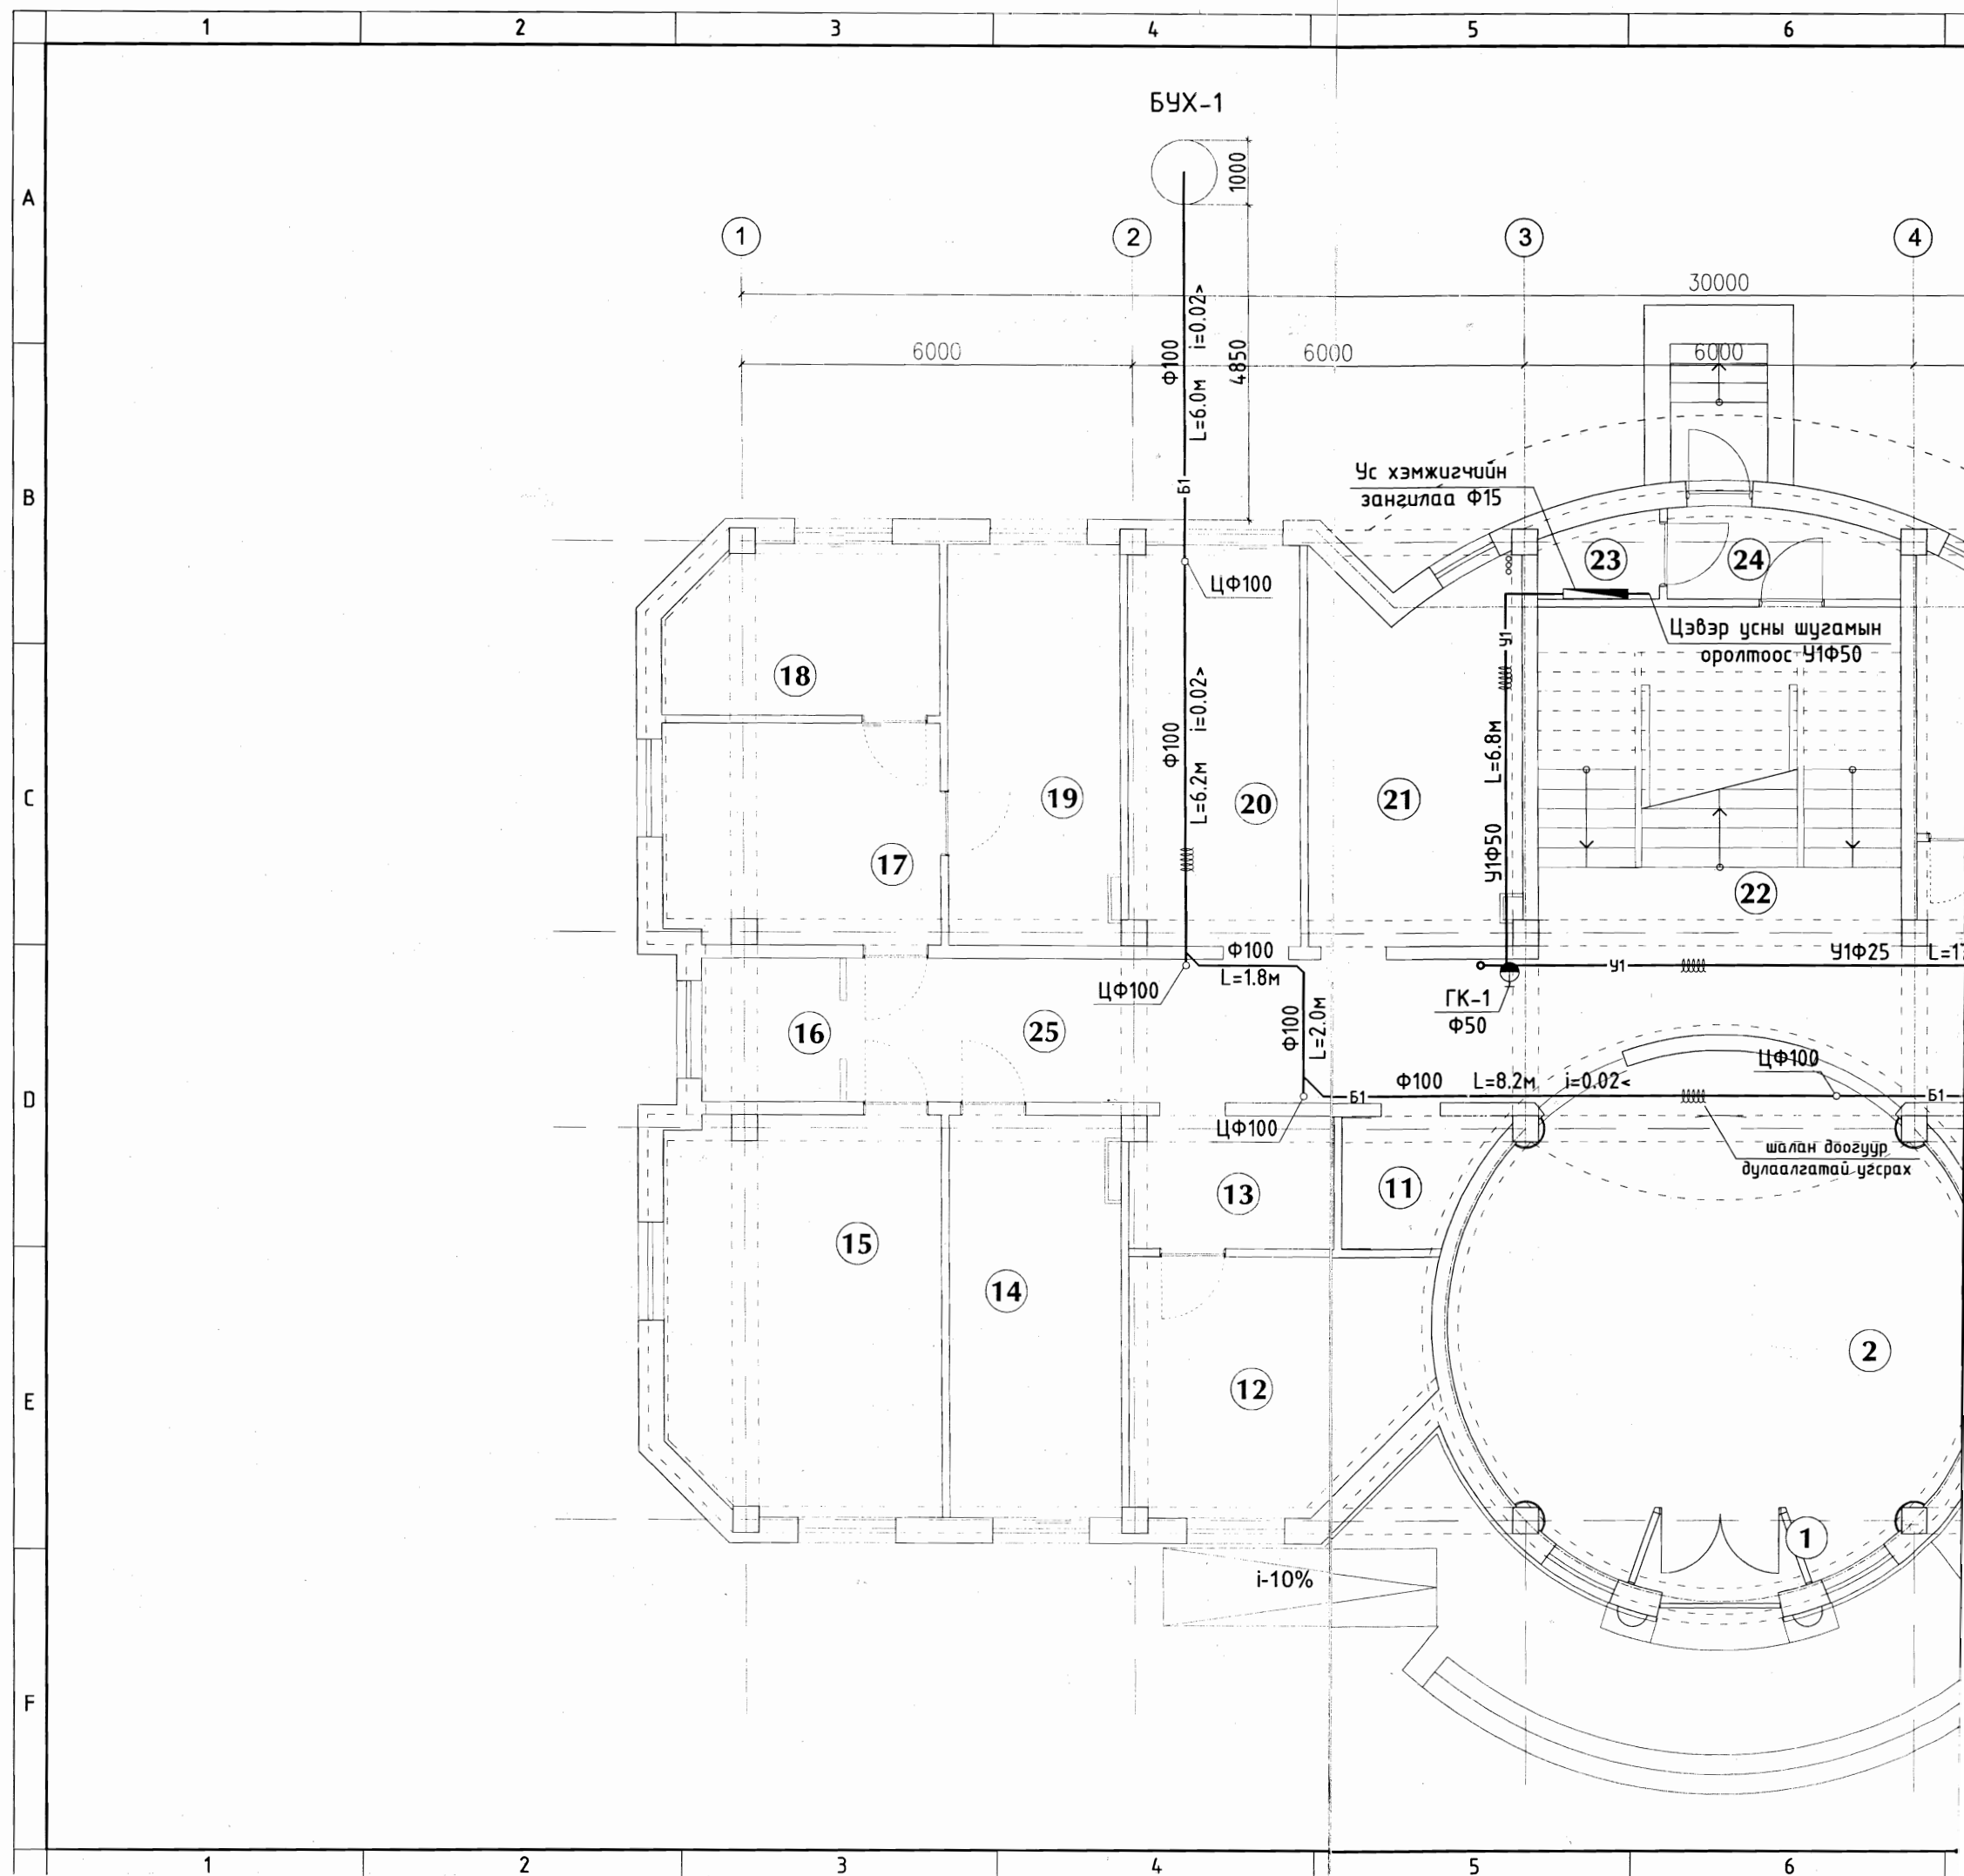 1 2 3 4 5 6
БҮХ-1
1000
A
1 2 3 4
30000
6000 6000 6000
Ф100 i=0.02>
L=6.0м
4850
Ус хэмжигчийн
зангилаа Ф15
B
Б1
23 24
ЦФ100
Цэвэр усны шугамын
оролтоос У1Ф50
У1
18
Ф100
L=6.2м i=0.02>
L=6.8м
У1Ф50
C
19 20 21
17
22
Ф100
L=1.8м
У1
У1Ф25
ЦФ100
ГК-1
Ф50
16 25
Ф100
L=2.0м
ЦФ100
D
Б1
Ф100 L=8.2м i=0.02<
Б1
ЦФ100
шалан доогуур
дулаалгатай угсрах
13 11
15
14
2
12
E
1
i-10%
F
1 2 3 4 5 6